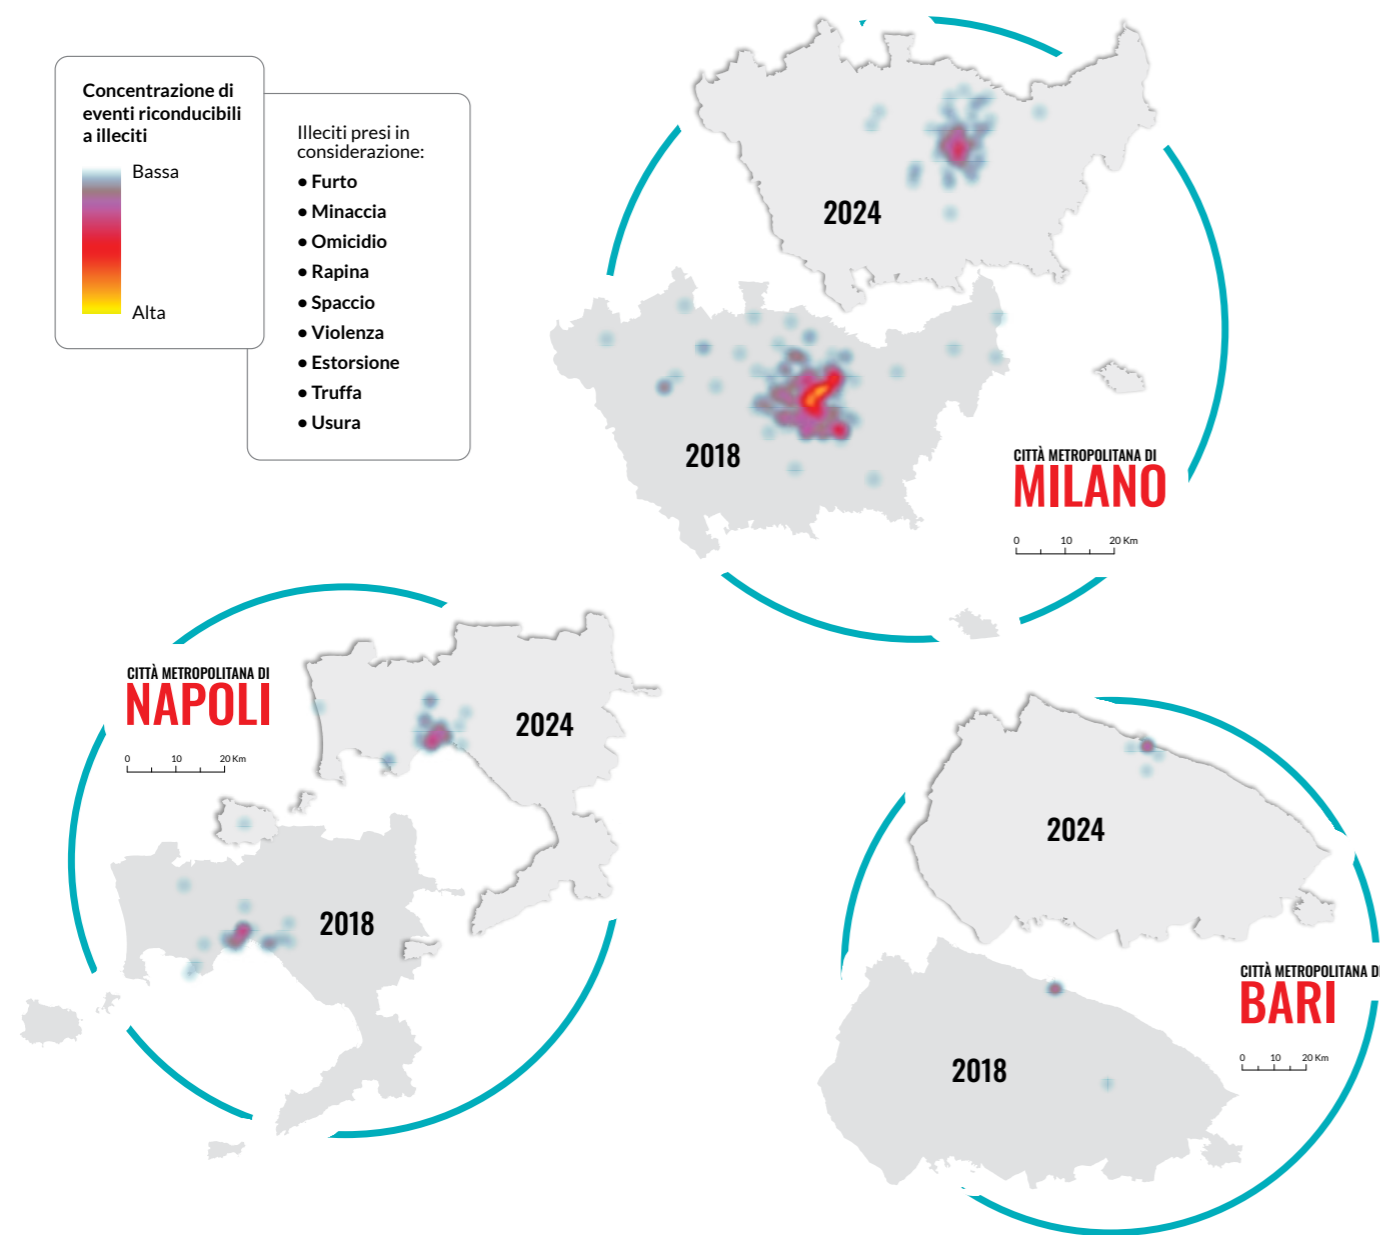 Concentrazione di
eventi riconducibili
a illeciti
Bassa
Alta
Illeciti presi in
considerazione:
• Furto
• Minaccia
• Omicidio
• Rapina
• Spaccio
• Violenza
• Estorsione
• Truffa
• Usura
2024
2018
CITTÀ METROPOLITANA DI
MILANO
0 10 20 Km
CITTÀ METROPOLITANA DI
NAPOLI
0 10 20 Km
2024
2018
2024
2018
CITTÀ METROPOLITANA D
BARI
0 10 20 Km